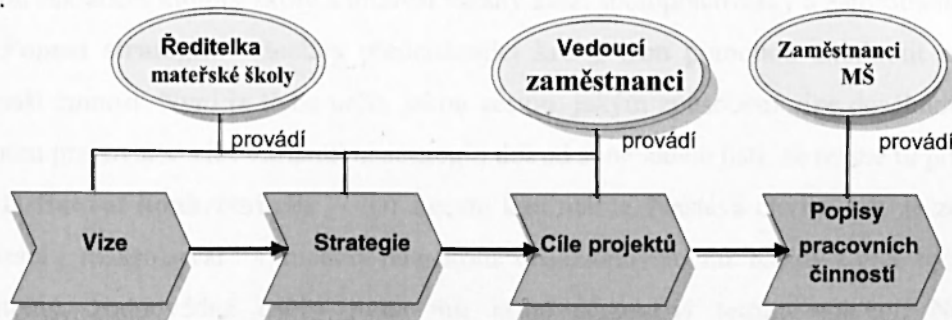 Ředitelka
mateřské školy
Vedoucí
zaměstnanci
Zaměstnanci
MŠ
provádí
provádí
provádí
Vize
Strategie
Cíle projektů
Popisy
pracovních
činností